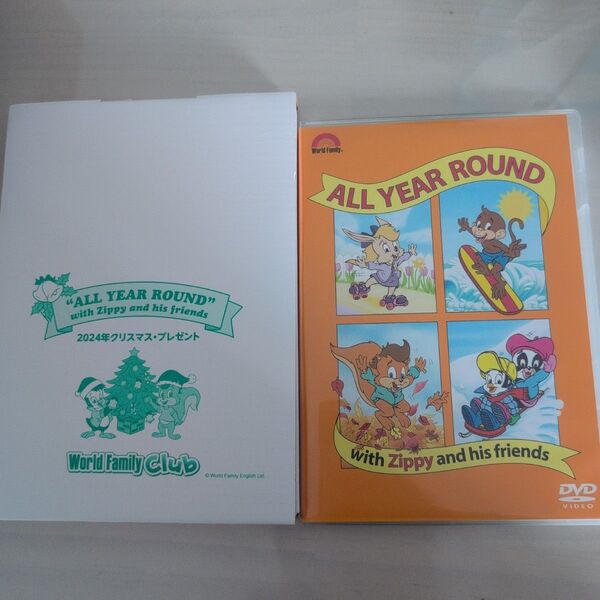 "ALL YEAR ROUND"
with Zippy and his friends
2024年クリスマス・プレゼント
World Family Club
© World Family English Ltd.
World Family™
ALL YEAR ROUND
with Zippy and his friends
DVD
VIDEO